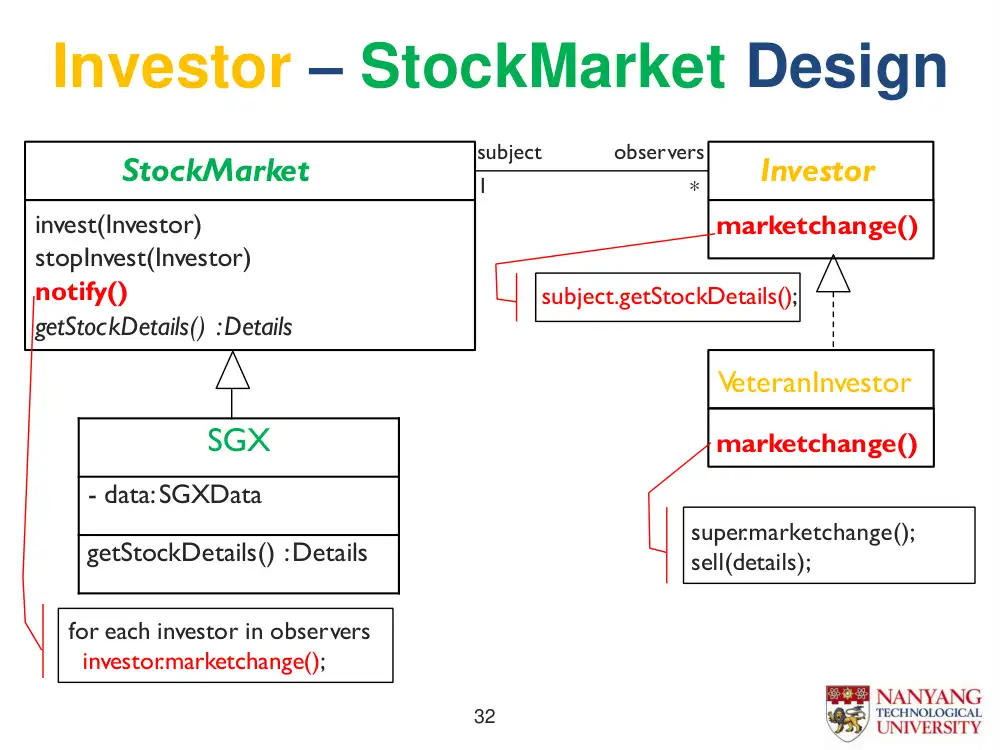 Investor – StockMarket Design
StockMarket
invest(Investor)
stopInvest(Investor)
notify()
getStockDetails() : Details
subject
observers
1
*
Investor
marketchange()
subject.getStockDetails();
VeteranInvestor
marketchange()
super.marketchange();
sell(details);
SGX
- data: SGXData
getStockDetails() : Details
for each investor in observers
investor.marketchange();
32
NANYANG
TECHNOLOGICAL
UNIVERSITY